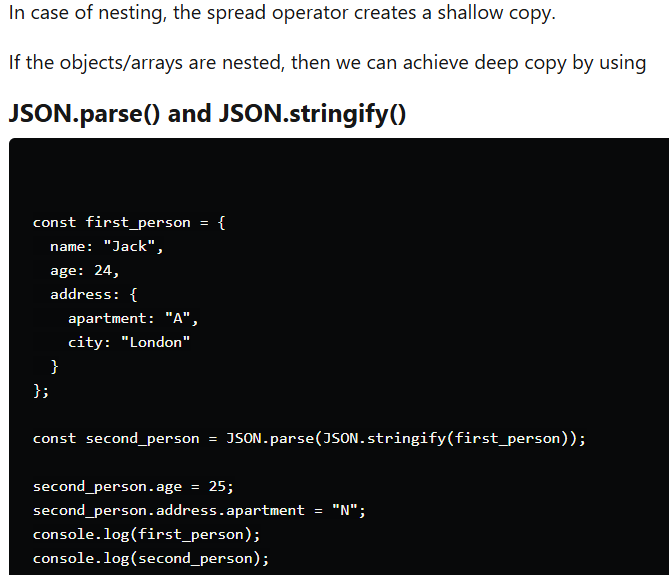 In case of nesting, the spread operator creates a shallow copy.
If the objects/arrays are nested, then we can achieve deep copy by using
JSON.parse() and JSON.stringify()
const first_person = {
  name: "Jack",
  age: 24,
  address: {
    apartment: "A",
    city: "London"
  }
};
const second_person = JSON.parse(JSON.stringify(first_person));
second_person.age = 25;
second_person.address.apartment = "N";
console.log(first_person);
console.log(second_person);